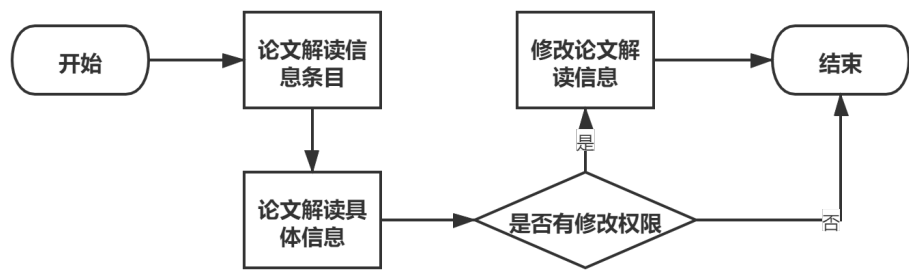 开始
论文解读信
息条目
论文解读具
体信息
是否有修改权限
是
修改论文解
读信息
否
结束